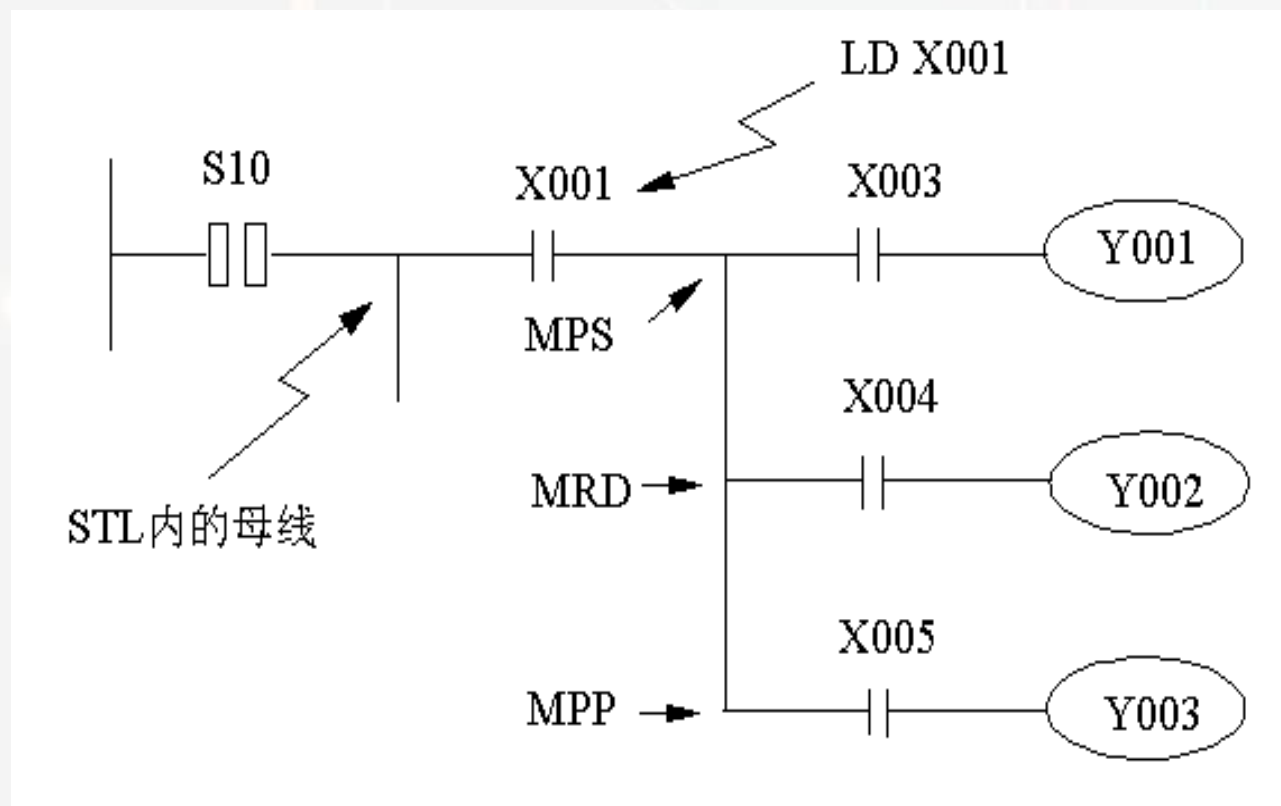 LD X001
S10
X001
X003
Y001
MPS
X004
MRD
Y002
STL内的母线
X005
MPP
Y003